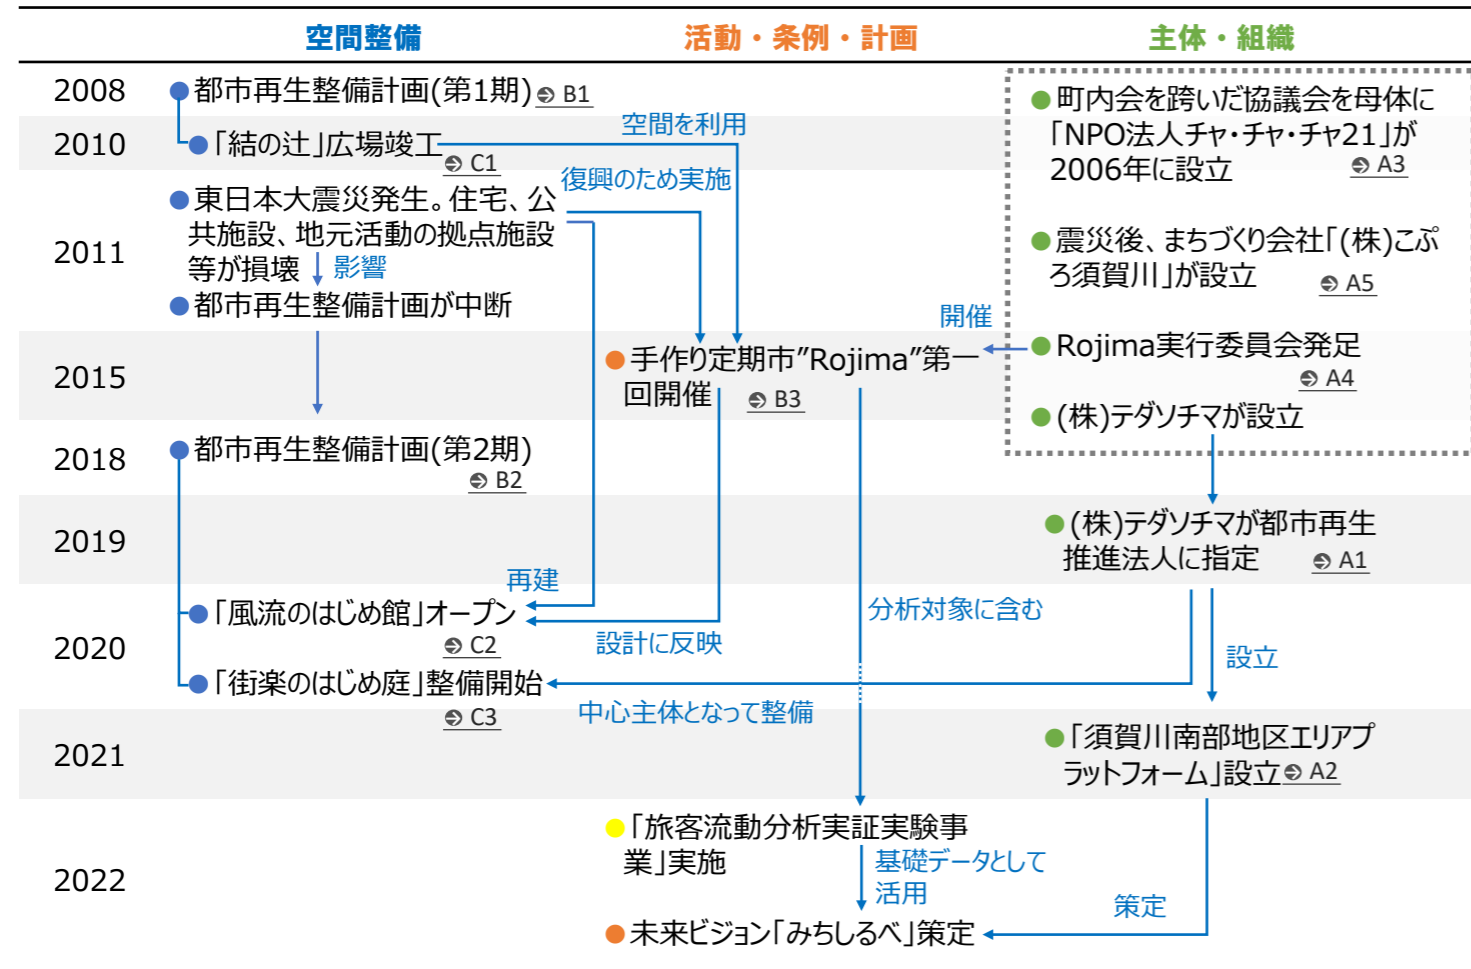 空間整備
活動・条例・計画
主体・組織
2008
●都市再生整備計画(第1期) B1
2010
●「結の辻」広場竣工
C1
空間を利用
復興のため実施
2011
●東日本大震災発生。住宅、公
共施設、地元活動の拠点施設
等が損壊
影響
●都市再生整備計画が中断
●町内会を跨いだ協議会を母体に
「NPO法人チャ・チャ・チャ21」が
2006年に設立 A3
●震災後、まちづくり会社「(株)こぷ
ろ須賀川」が設立 A5
開催
2015
●手作り定期市”Rojima”第一
回開催 B3
●Rojima実行委員会発足
A4
●(株)テダソチマが設立
2018
●都市再生整備計画(第2期)
B2
2019
●(株)テダソチマが都市再生
推進法人に指定 A1
再建
2020
●「風流のはじめ館」オープン
C2
設計に反映
分析対象に含む
設立
●「街楽のはじめ庭」整備開始
C3
中心主体となって整備
2021
●「須賀川南部地区エリアプ
ラットフォーム」設立 A2
2022
●「旅客流動分析実証実験事
業」実施
基礎データとして
活用
策定
●未来ビジョン「みちしるべ」策定